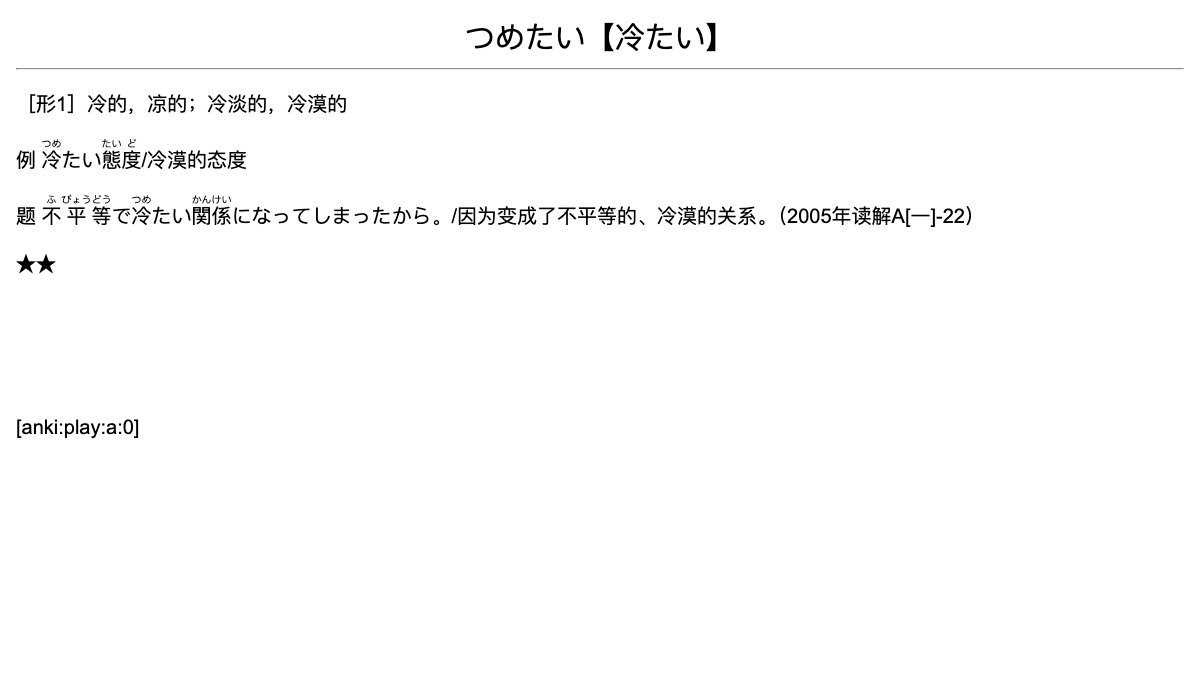 つめたい【冷たい】
［形1］冷的，凉的；冷淡的，冷漠的
つめ たい ど
例 冷たい態度/冷漠的态度
ふ びょうどう つめ かんけい
题 不平等で冷たい関係になってしまったから。/因为变成了不平等的、冷漠的关系。（2005年读解A[一]-22）
★★
[anki:play:a:0]